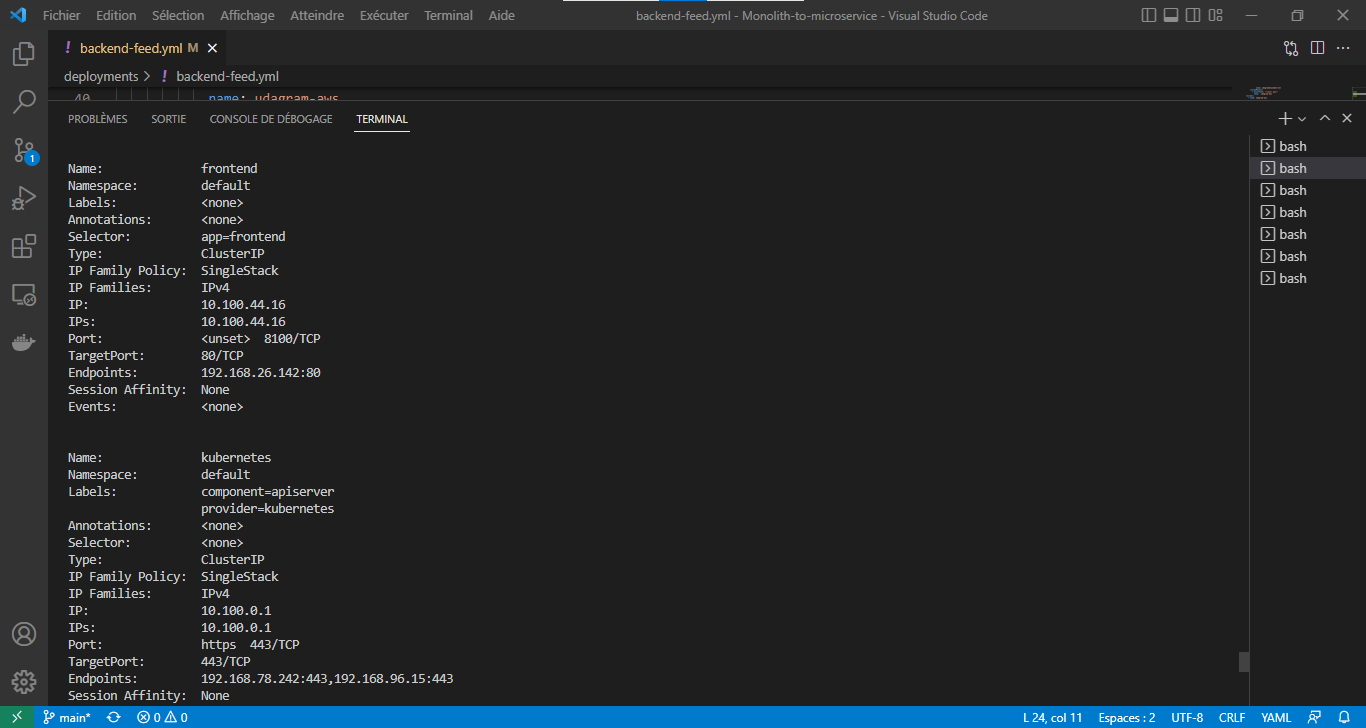 Fichier Edition Sélection Affichage Atteindre Exécuter Terminal Aide backend-feed.yml - Monolith-to-microservice - Visual Studio Code
! backend-feed.yml M
deployments > ! backend-feed.yml
40 name: udagram-aws
PROBLÈMES SORTIE CONSOLE DE DÉBOGAGE TERMINAL
Name: frontend
Namespace: default
Labels: <none>
Annotations: <none>
Selector: app=frontend
Type: ClusterIP
IP Family Policy: SingleStack
IP Families: IPv4
IP: 10.100.44.16
IPs: 10.100.44.16
Port: <unset> 8100/TCP
TargetPort: 80/TCP
Endpoints: 192.168.26.142:80
Session Affinity: None
Events: <none>
Name: kubernetes
Namespace: default
Labels: component=apiserver
provider=kubernetes
Annotations: <none>
Selector: <none>
Type: ClusterIP
IP Family Policy: SingleStack
IP Families: IPv4
IP: 10.100.0.1
IPs: 10.100.0.1
Port: https 443/TCP
TargetPort: 443/TCP
Endpoints: 192.168.78.242:443,192.168.96.15:443
Session Affinity: None
bash
bash
bash
bash
bash
bash
bash
1
main* 0 0 L 24, col 11 Espaces : 2 UTF-8 CRLF YAML